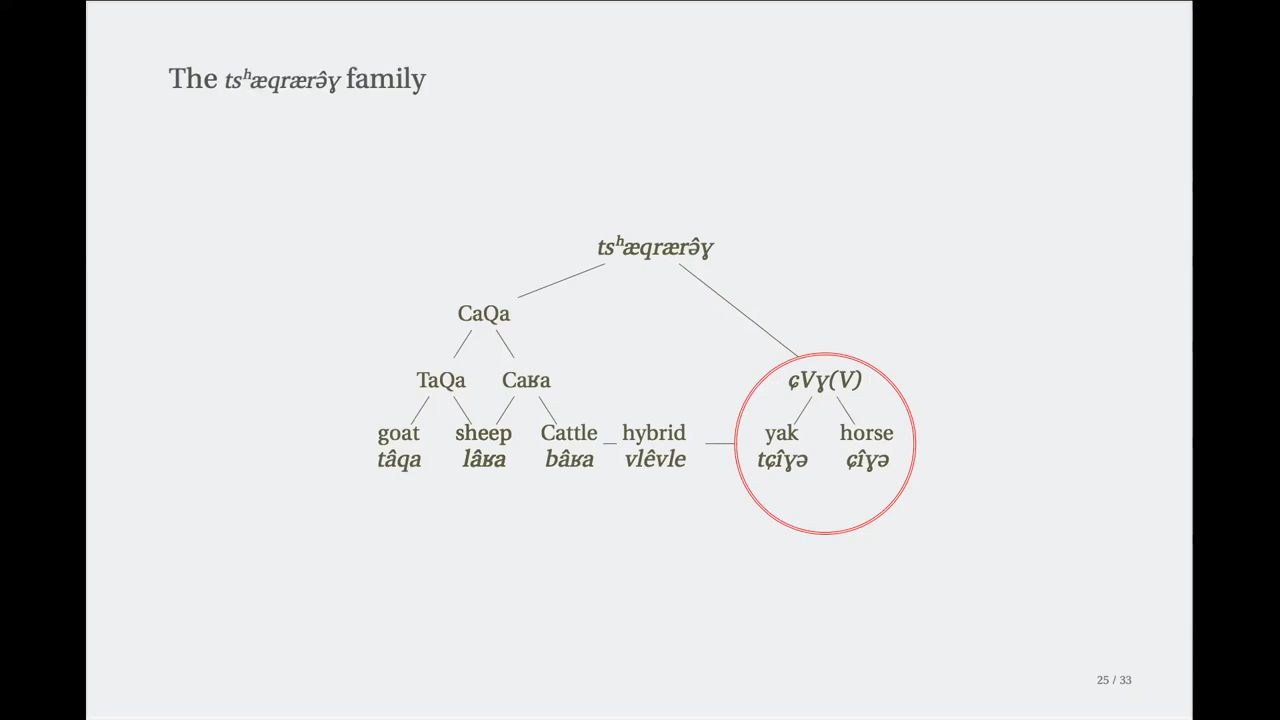 The tsʰæqrærə̂ɣ family
tsʰæqrærə̂ɣ
CaQa
TaQa Caʁa ɕVɣ(V)
goat sheep Cattle hybrid yak horse
tâqa lâʁa bâʁa vlêvle tɕîɣə ɕîɣə
25 / 33